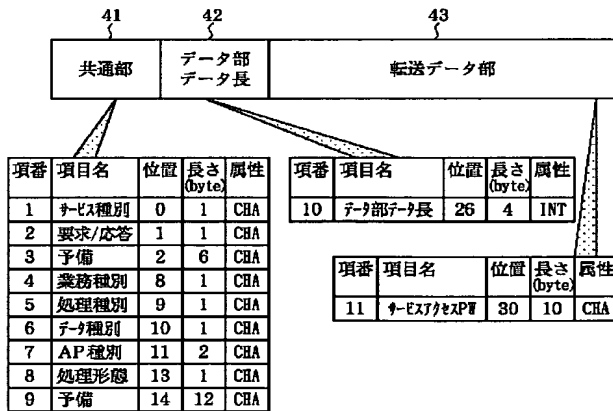 41 42 43
共通部 データ部 転送データ部
データ長
項番 項目名 位置 長さ(byte) 属性
1 サービス種別 0 1 CHA
2 要求/応答 1 1 CHA
3 予備 2 6 CHA
4 業務種別 8 1 CHA
5 処理種別 9 1 CHA
6 データ種別 10 1 CHA
7 AP種別 11 2 CHA
8 処理形態 13 1 CHA
9 予備 14 12 CHA
項番 項目名 位置 長さ(byte) 属性
10 データ部データ長 26 4 INT
項番 項目名 位置 長さ(byte) 属性
11 サービスアクセスPW 30 10 CHA